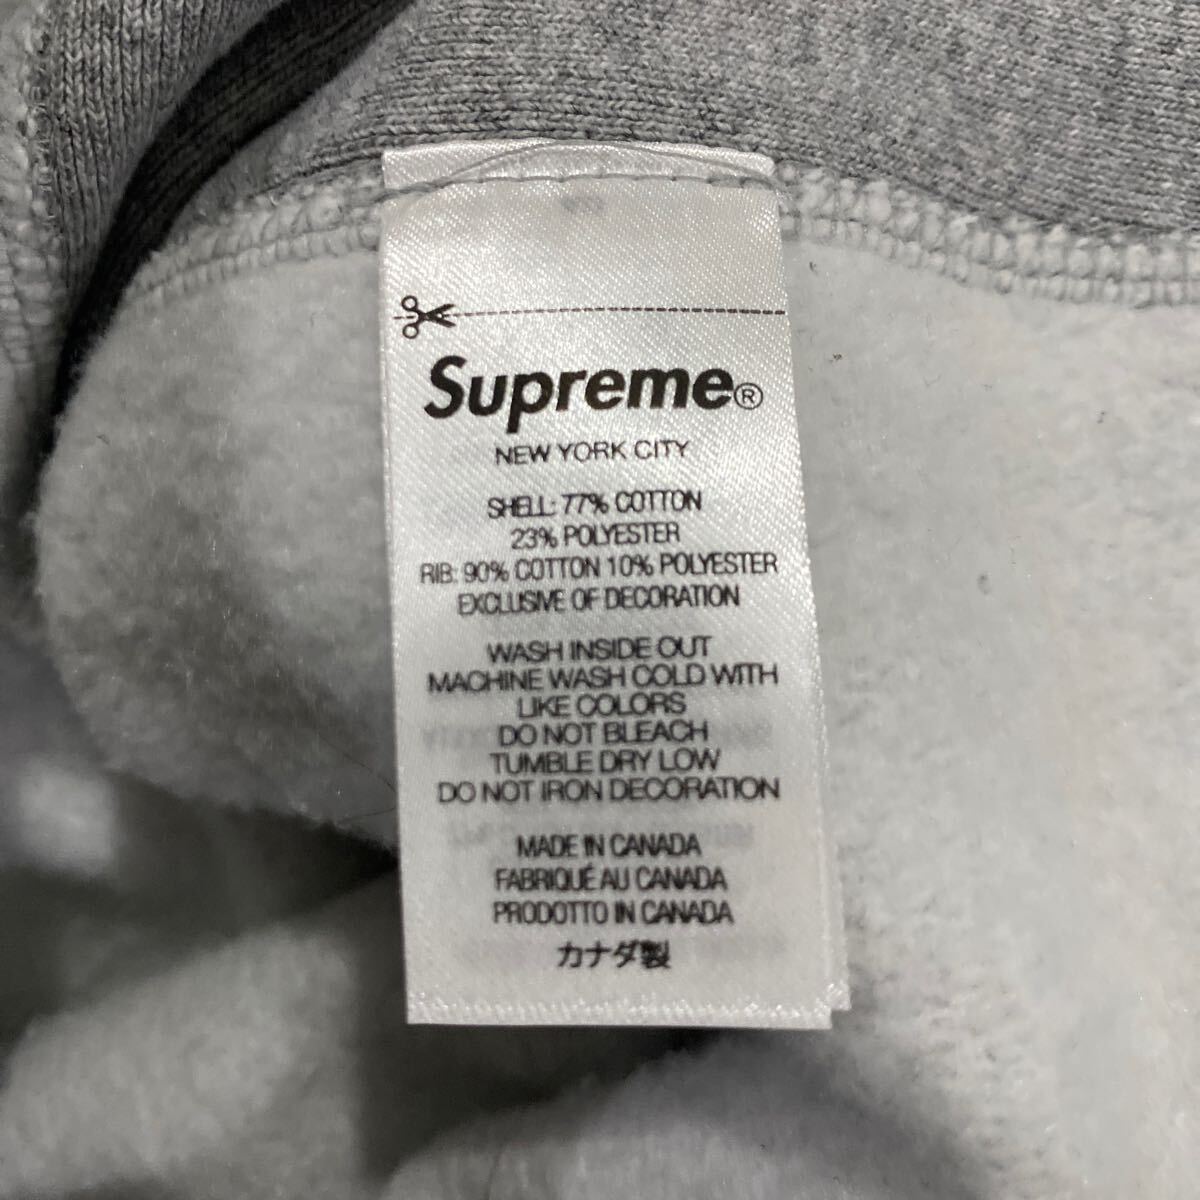 Supreme®
NEW YORK CITY
SHELL: 77% COTTON
23% POLYESTER
RIB: 90% COTTON 10% POLYESTER
EXCLUSIVE OF DECORATION
WASH INSIDE OUT
MACHINE WASH COLD WITH
LIKE COLORS
DO NOT BLEACH
TUMBLE DRY LOW
DO NOT IRON DECORATION
MADE IN CANADA
FABRIQUÉ AU CANADA
PRODOTTO IN CANADA
カナダ製